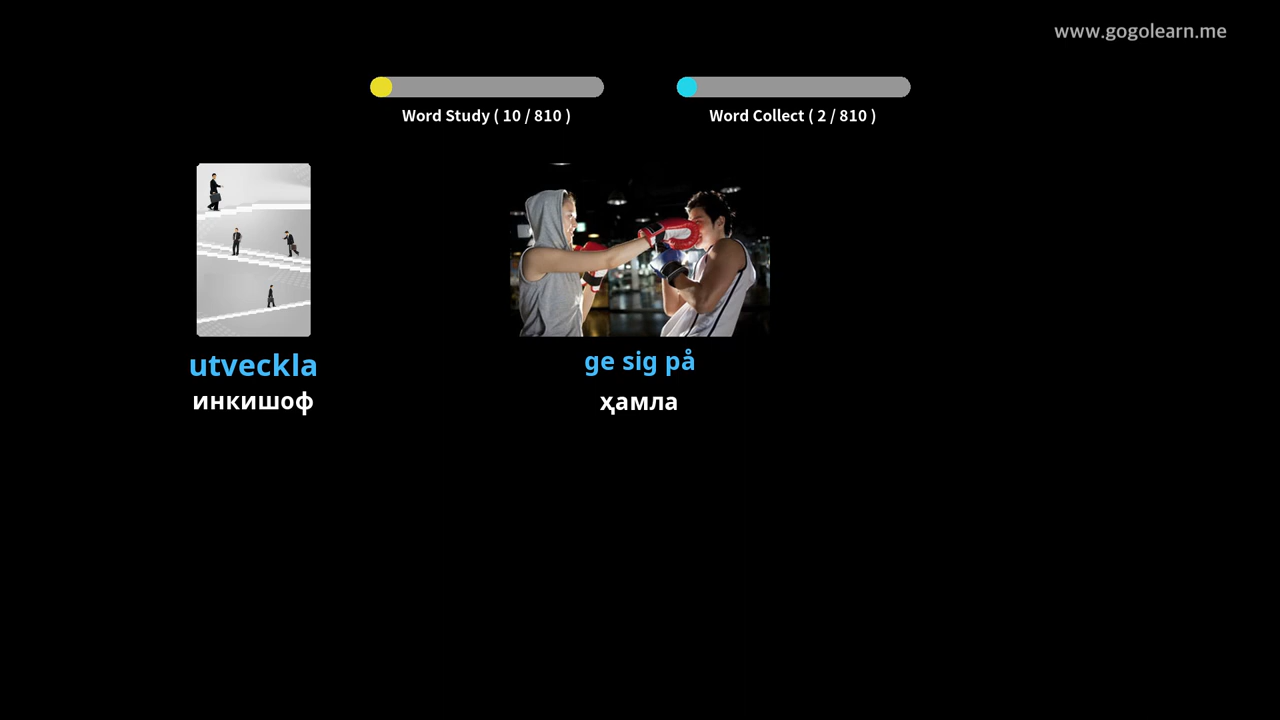 www.gogolearn.me
Word Study ( 10 / 810 )
Word Collect ( 2 / 810 )
utveckla
инкишоф
ge sig på
ҳамла